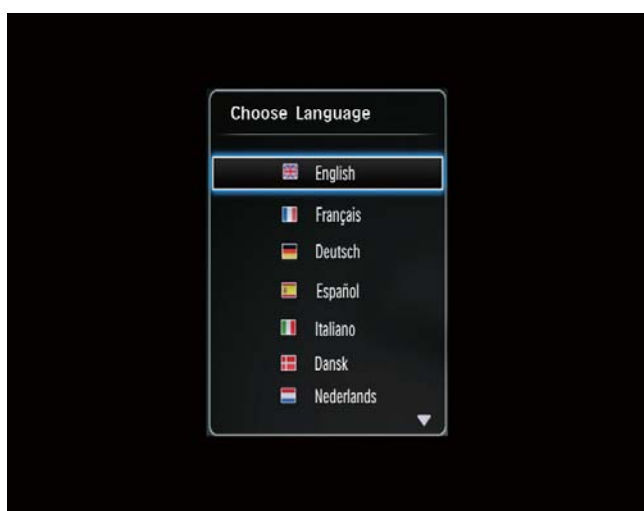 Choose Language
English
Français
Deutsch
Español
Italiano
Dansk
Nederlands